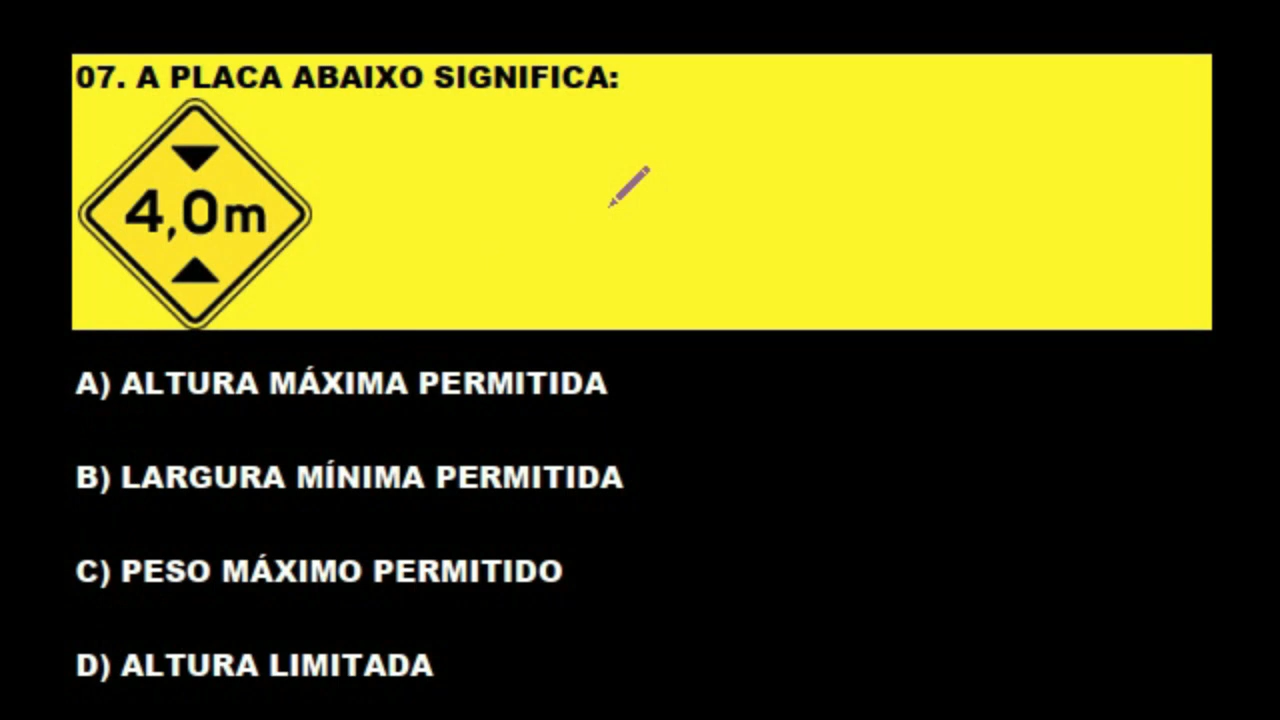 07. A PLACA ABAIXO SIGNIFICA:
4,0m
A) ALTURA MÁXIMA PERMITIDA
B) LARGURA MÍNIMA PERMITIDA
C) PESO MÁXIMO PERMITIDO
D) ALTURA LIMITADA